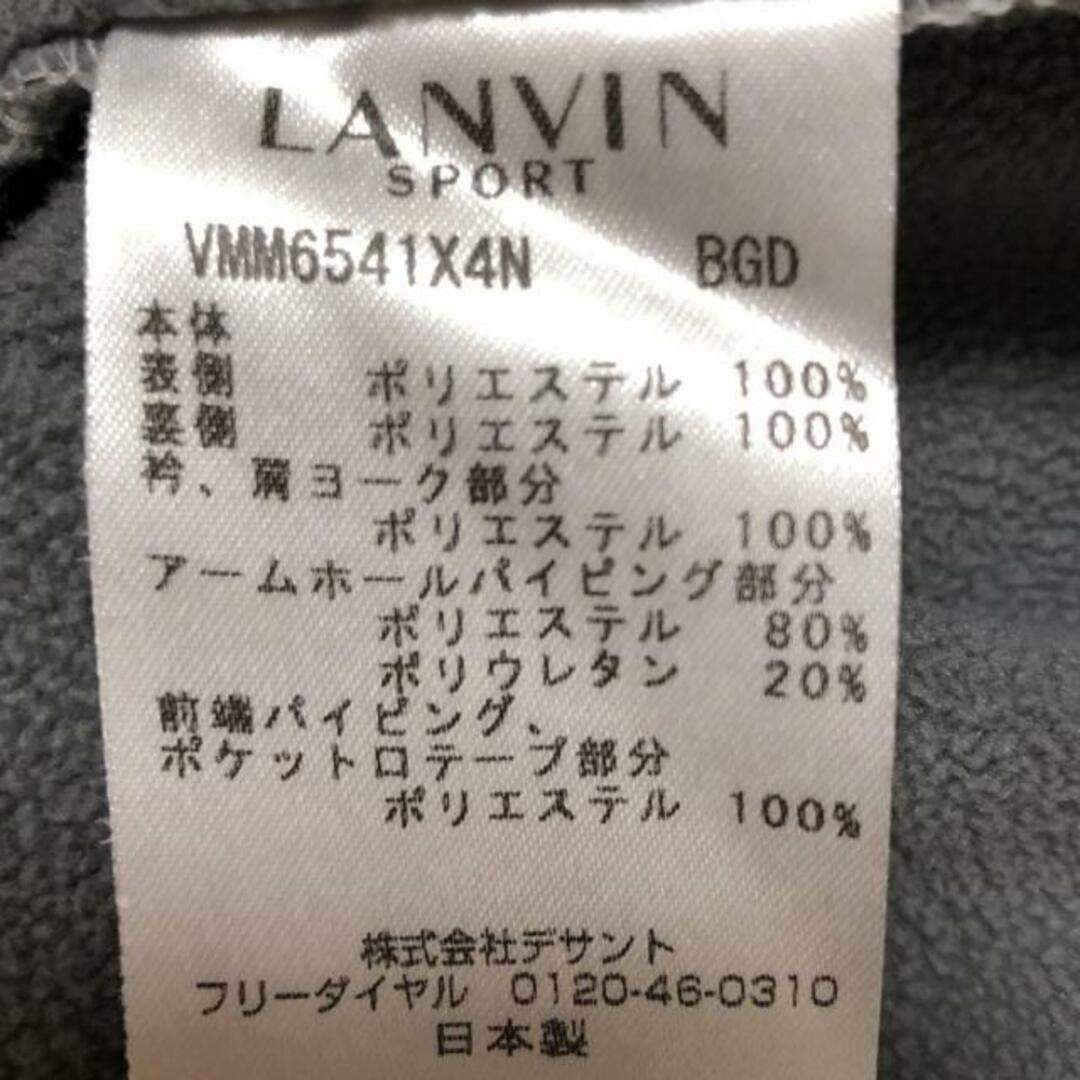 LANVIN
SPORT
VMM6541X4N BGD
本体
表側 ポリエステル 100%
裏側 ポリエステル 100%
衿、肩ヨーク部分
ポリエステル 100%
アームホールパイピング部分
ポリエステル 80%
ポリウレタン 20%
前端パイピング、
ポケット口テープ部分
ポリエステル 100%
株式会社デサント
フリーダイヤル 0120-46-0310
日本製